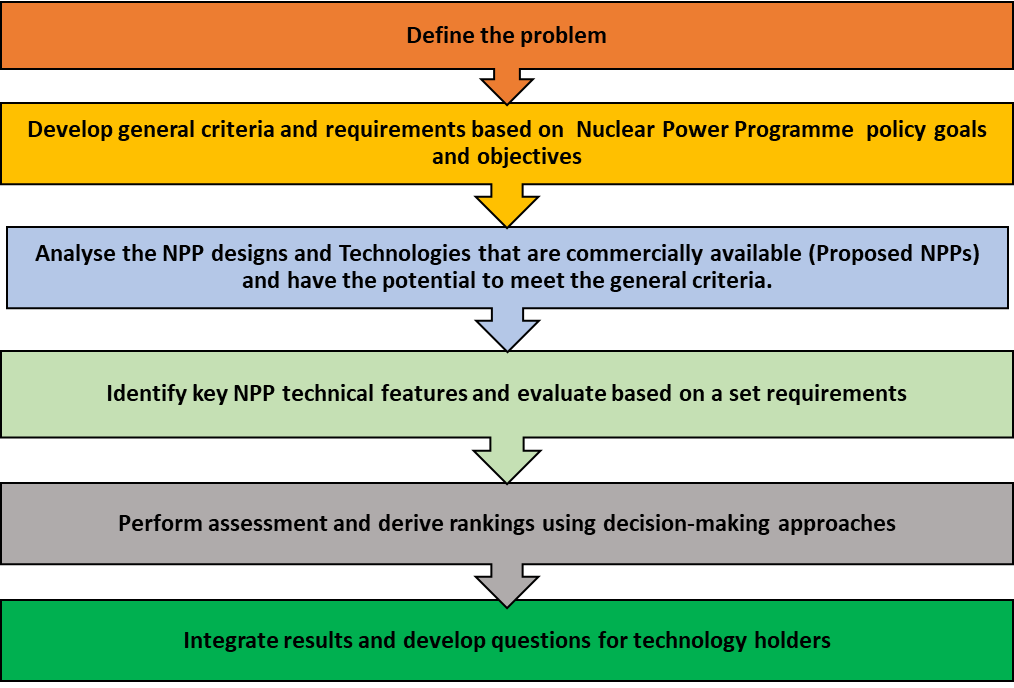 Define the problem
Develop general criteria and requirements based on Nuclear Power Programme policy goals
and objectives
Analyse the NPP designs and Technologies that are commercially available (Proposed NPPs)
and have the potential to meet the general criteria.
Identify key NPP technical features and evaluate based on a set requirements
Perform assessment and derive rankings using decision-making approaches
Integrate results and develop questions for technology holders